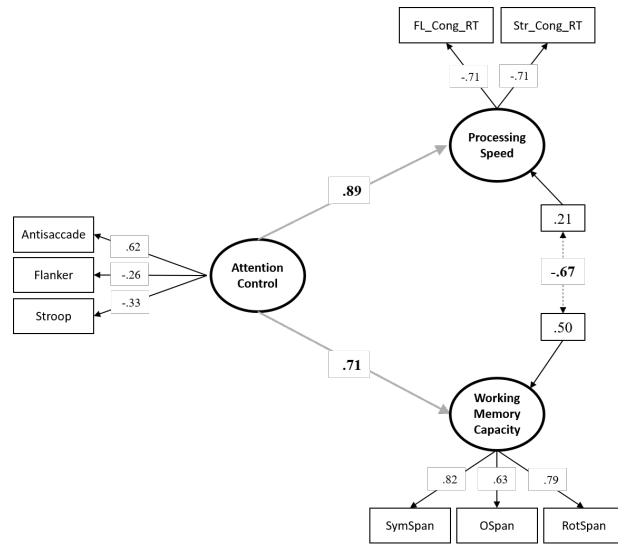 FL_Cong_RT
Str_Cong_RT
-.71
-.71
Processing
Speed
.89
.21
Antisaccade
.62
Flanker
-.26
Attention
Control
-.67
Stroop
-.33
.50
.71
Working
Memory
Capacity
.82
.63
.79
SymSpan
OSpan
RotSpan